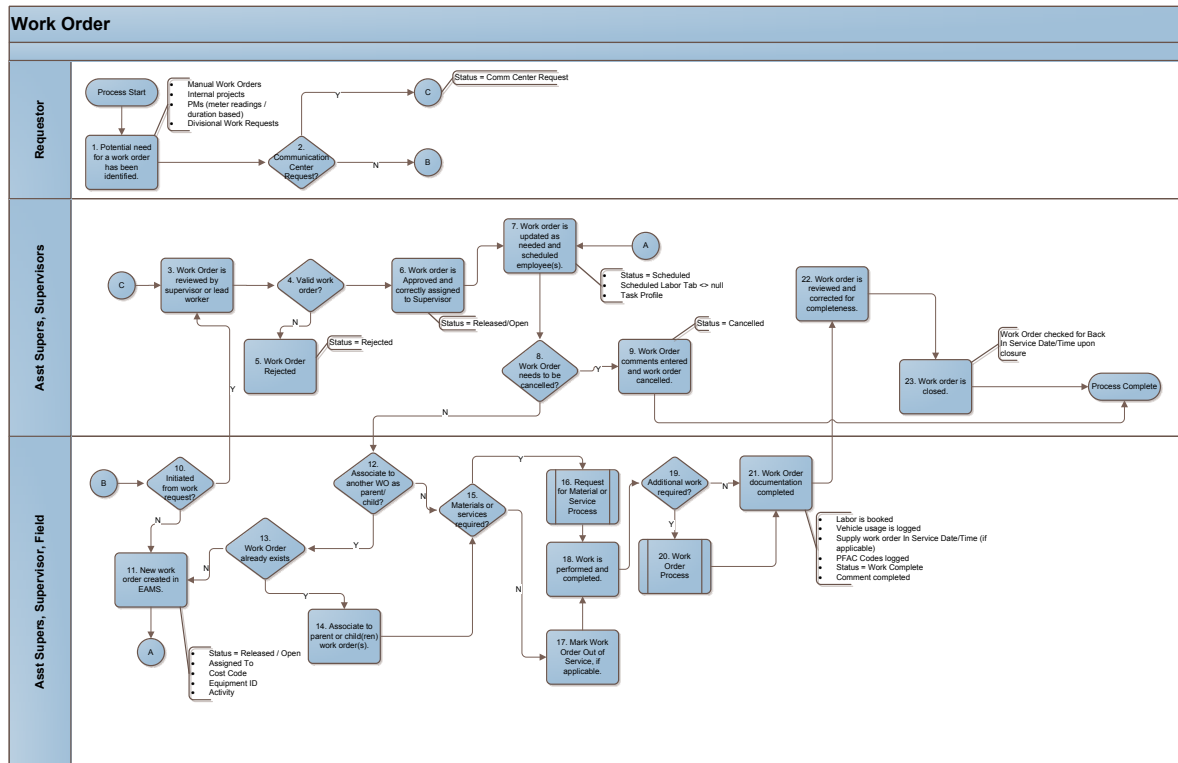 Work Order
Requestor
Process Start
• Manual Work Orders
• Internal projects
• PMs (meter readings /
duration based)
• Divisional Work Requests
1. Potential need
for a work order
has been
identified.
2.
Communication
Center
Request?
Y
C
Status = Comm Center Request
N
B
Asst Supers, Supervisors
C
3. Work Order is
reviewed by
supervisor or lead
worker
4. Valid work
order?
N
5. Work Order
Rejected
Status = Rejected
6. Work order is
Approved and
correctly assigned
to Supervisor
Status = Released/Open
7. Work order is
updated as
needed and
scheduled
employee(s).
A
• Status = Scheduled
• Scheduled Labor Tab <> null
• Task Profile
8.
Work Order
needs to be
cancelled?
Y
N
9. Work Order
comments entered
and work order
cancelled.
Status = Cancelled
22. Work order is
reviewed and
corrected for
completeness.
23. Work order is
closed.
Work Order checked for Back
In Service Date/Time upon
closure
Process Complete
Asst Supers, Supervisor, Field
B
10.
Initiated
from work
request?
Y
N
11. New work
order created in
EAMS.
A
• Status = Released / Open
• Assigned To
• Cost Code
• Equipment ID
• Activity
12.
Associate to
another WO as
parent/
child?
N
Y
13.
Work Order
already exists
N
Y
14. Associate to
parent or child(ren)
work order(s).
15.
Materials or
services
required?
Y
N
16. Request
for Material or
Service
Process
17. Mark Work
Order Out of
Service, if
applicable.
18. Work is
performed and
completed.
19.
Additional work
required?
N
Y
20. Work
Order
Process
21. Work Order
documentation
completed
• Labor is booked
• Vehicle usage is logged
• Supply work order In Service Date/Time (if
applicable)
• PFAC Codes logged
• Status = Work Complete
• Comment completed